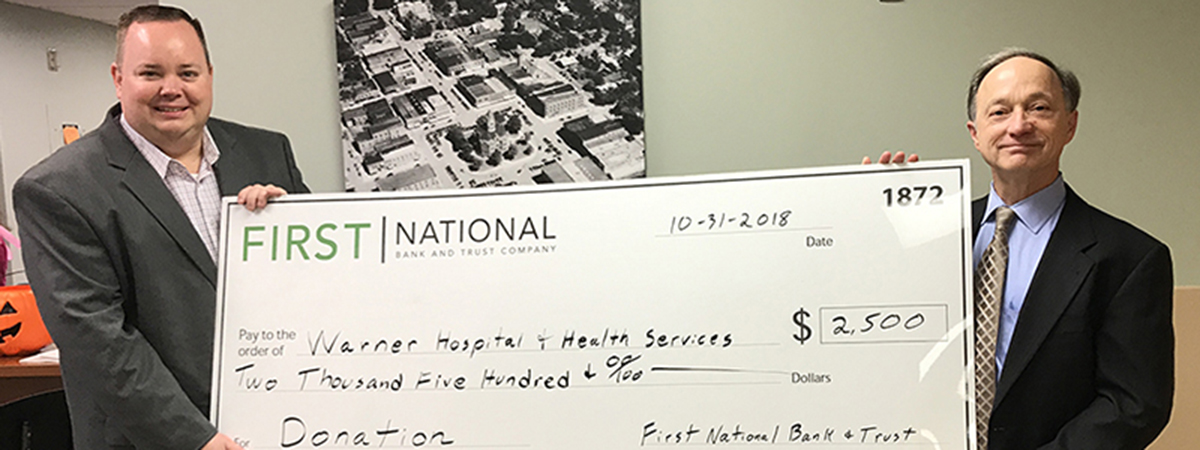 1872
FIRST | NATIONAL
BANK AND TRUST COMPANY
10-31-2018
Date
Pay to the
order of Warner Hospital & Health Services $ 2,500
Two Thousand Five Hundred & 00/100 Dollars
For Donation First National Bank & Trust